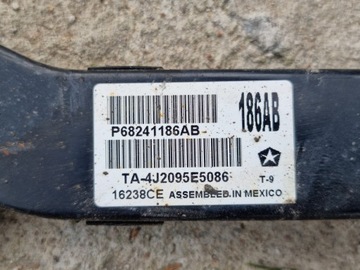 186AB
P68241186AB
TA-4J2095E5086
T-9
16238CE ASSEMBLED IN MEXICO